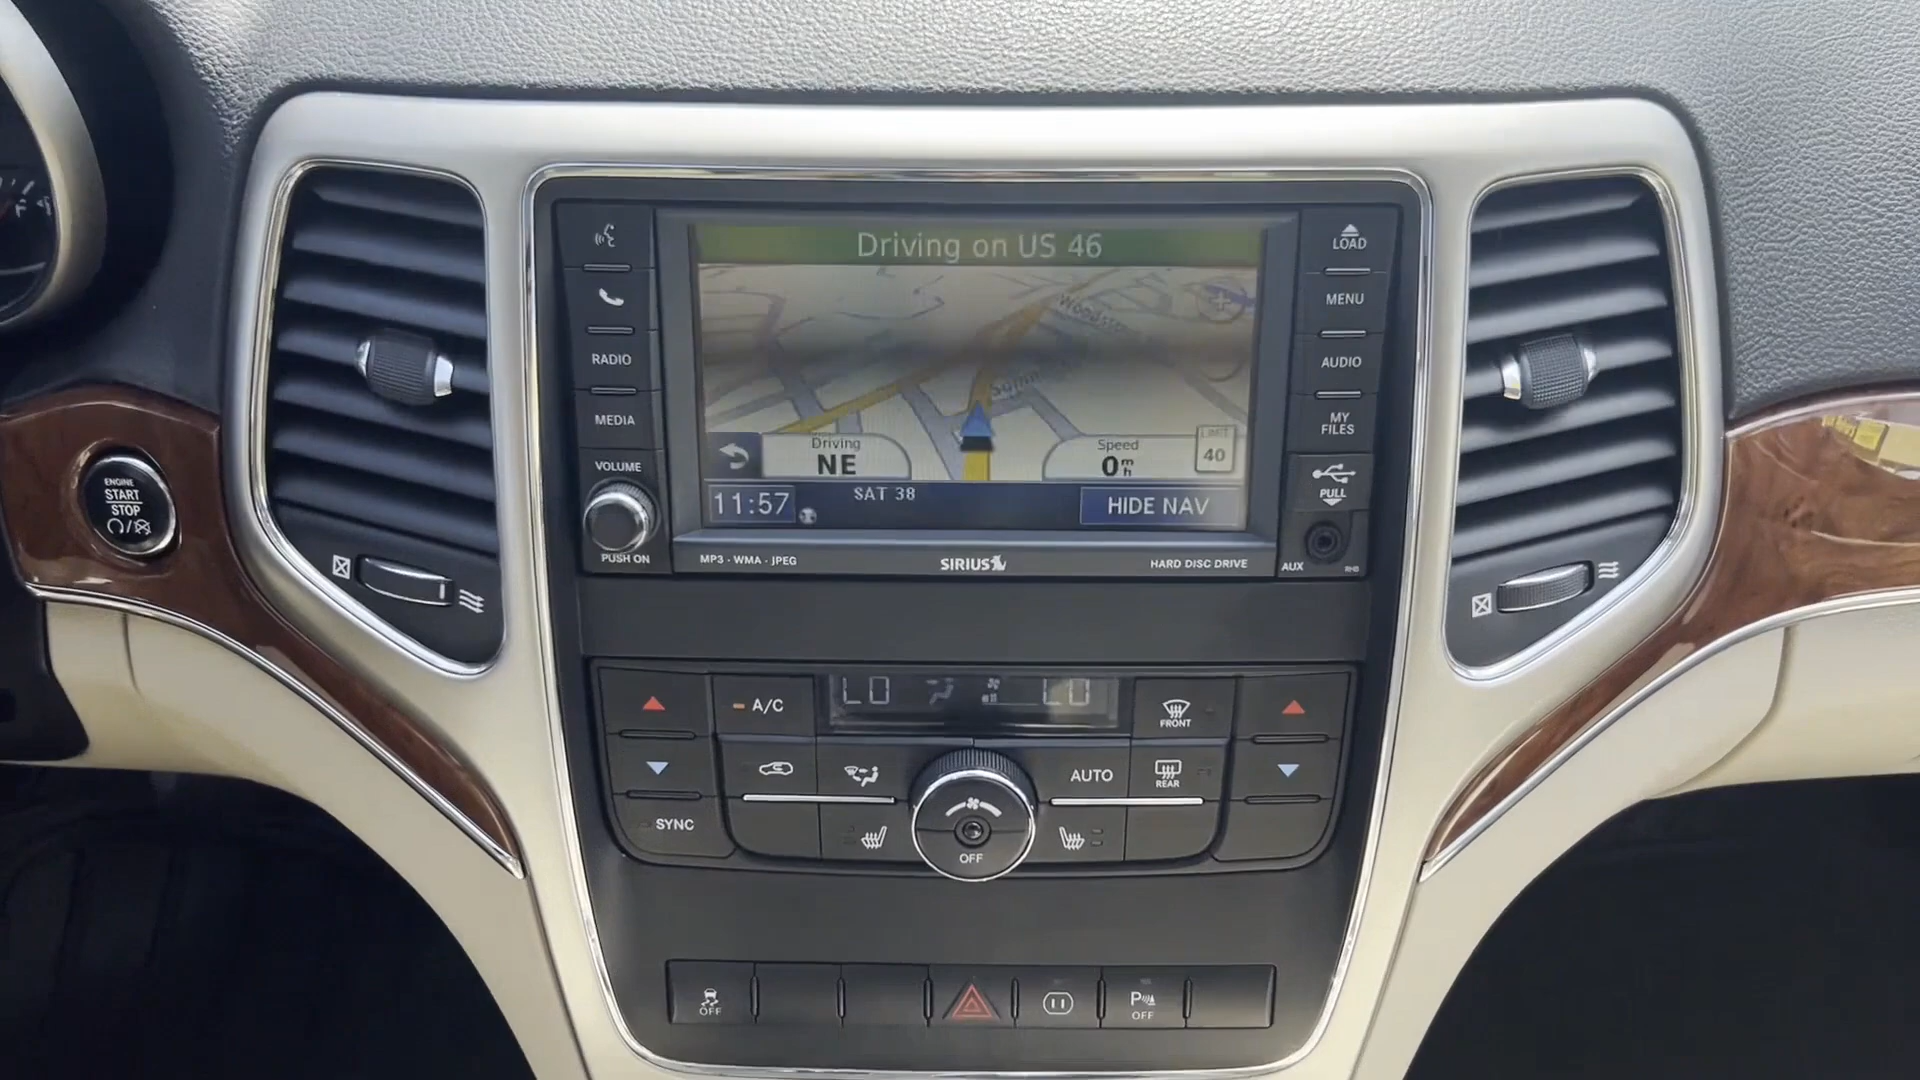 Driving on US 46
LOAD
MENU
RADIO
AUDIO
MEDIA
MY
FILES
VOLUME
PUSH ON
Driving
NE
Speed
0 m
h
LIMIT
40
PULL
11:57
SAT 38
HIDE NAV
MP3 - WMA - JPEG
SIRIUS
HARD DISC DRIVE
AUX
ENGINE
START
STOP
A/C
LO
LO
FRONT
AUTO
REAR
SYNC
OFF
OFF
P
OFF